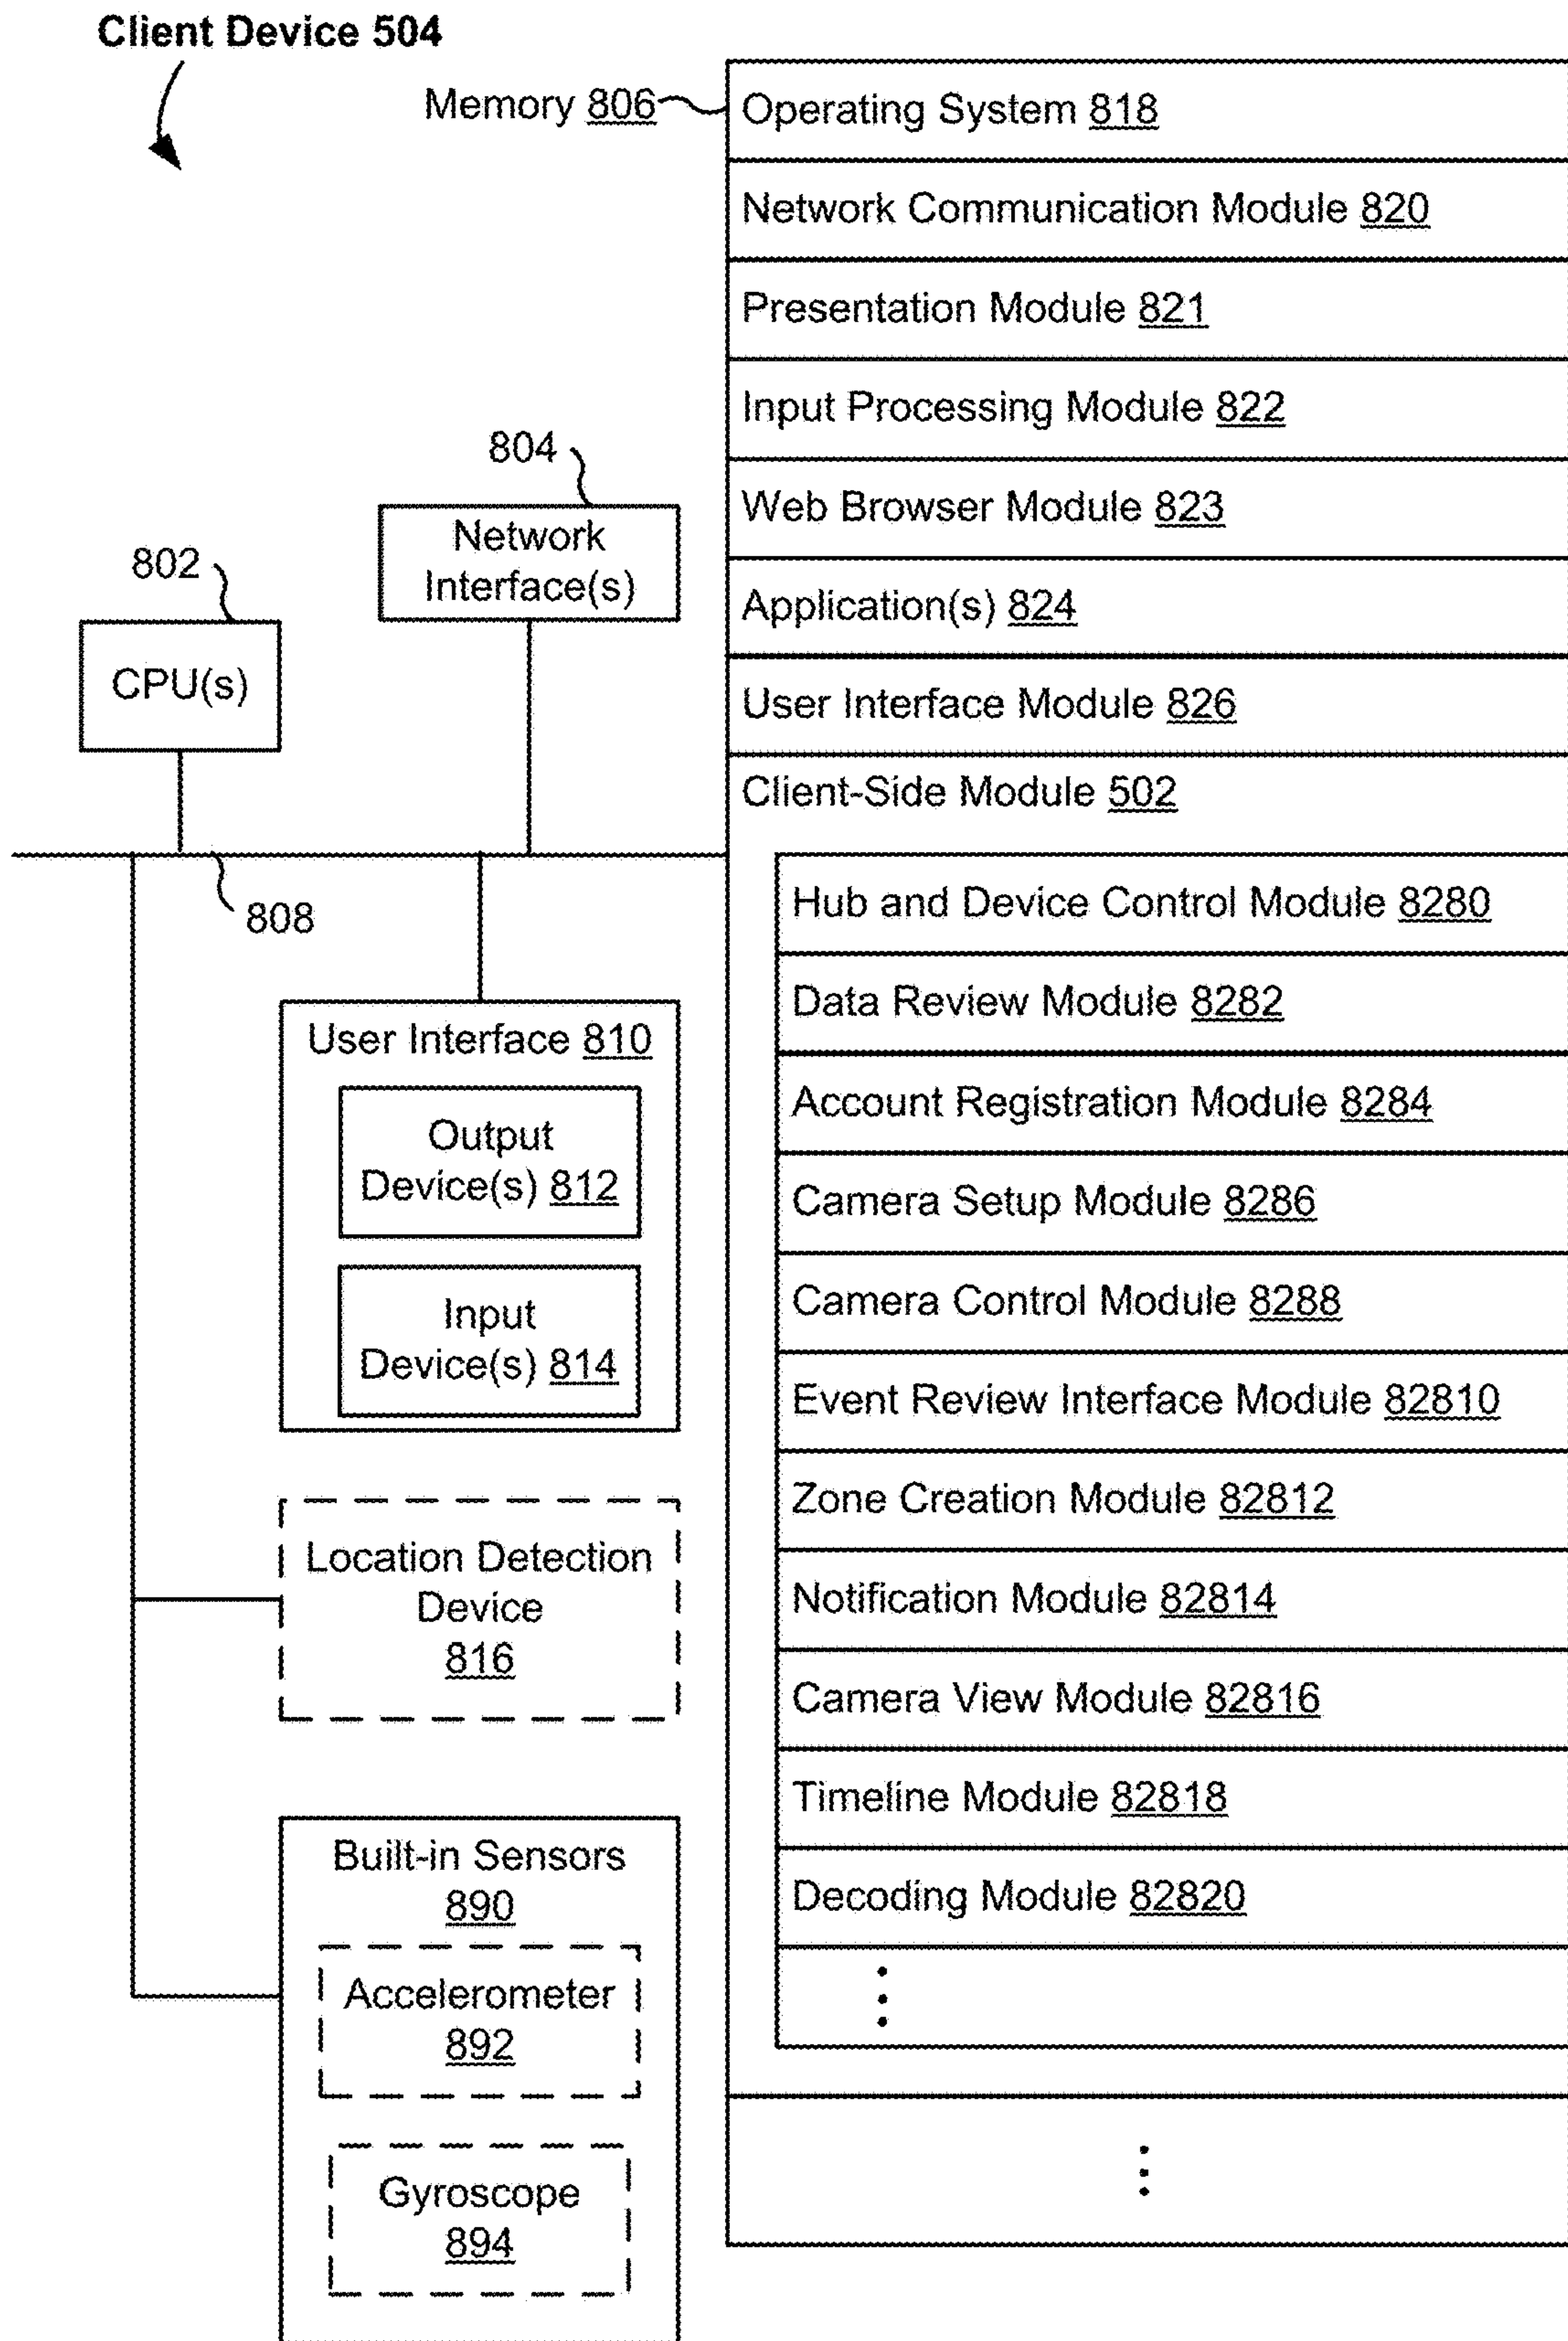 Client Device 504
Memory 806
804
Network
Interface(s)
802
CPU(s)
808
User Interface 810
Output
Device(s) 812
Input
Device(s) 814
Location Detection
Device
816
Built-in Sensors
890
Accelerometer
892
Gyroscope
894
Operating System 818
Network Communication Module 820
Presentation Module 821
Input Processing Module 822
Web Browser Module 823
Application(s) 824
User Interface Module 826
Client-Side Module 502
Hub and Device Control Module 8280
Data Review Module 8282
Account Registration Module 8284
Camera Setup Module 8286
Camera Control Module 8288
Event Review Interface Module 82810
Zone Creation Module 82812
Notification Module 82814
Camera View Module 82816
Timeline Module 82818
Decoding Module 82820